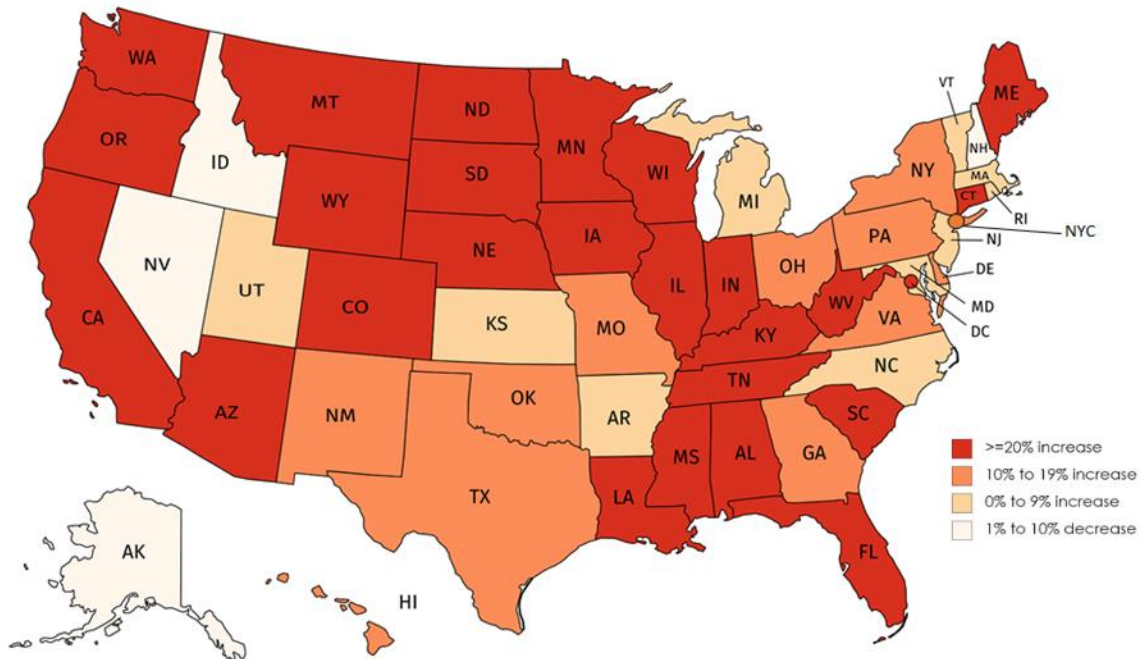 WA
MT
ND
MN
VT
ME
OR
ID
SD
WI
MI
NY
NH
MA
CT
RI
WY
NE
IA
PA
NYC
NJ
NV
UT
CO
IL
IN
OH
WV
DE
MD
DC
CA
KS
MO
KY
VA
AZ
NM
OK
AR
TN
NC
SC
MS
AL
GA
TX
LA
FL
AK
HI
>=20% increase
10% to 19% increase
0% to 9% increase
1% to 10% decrease